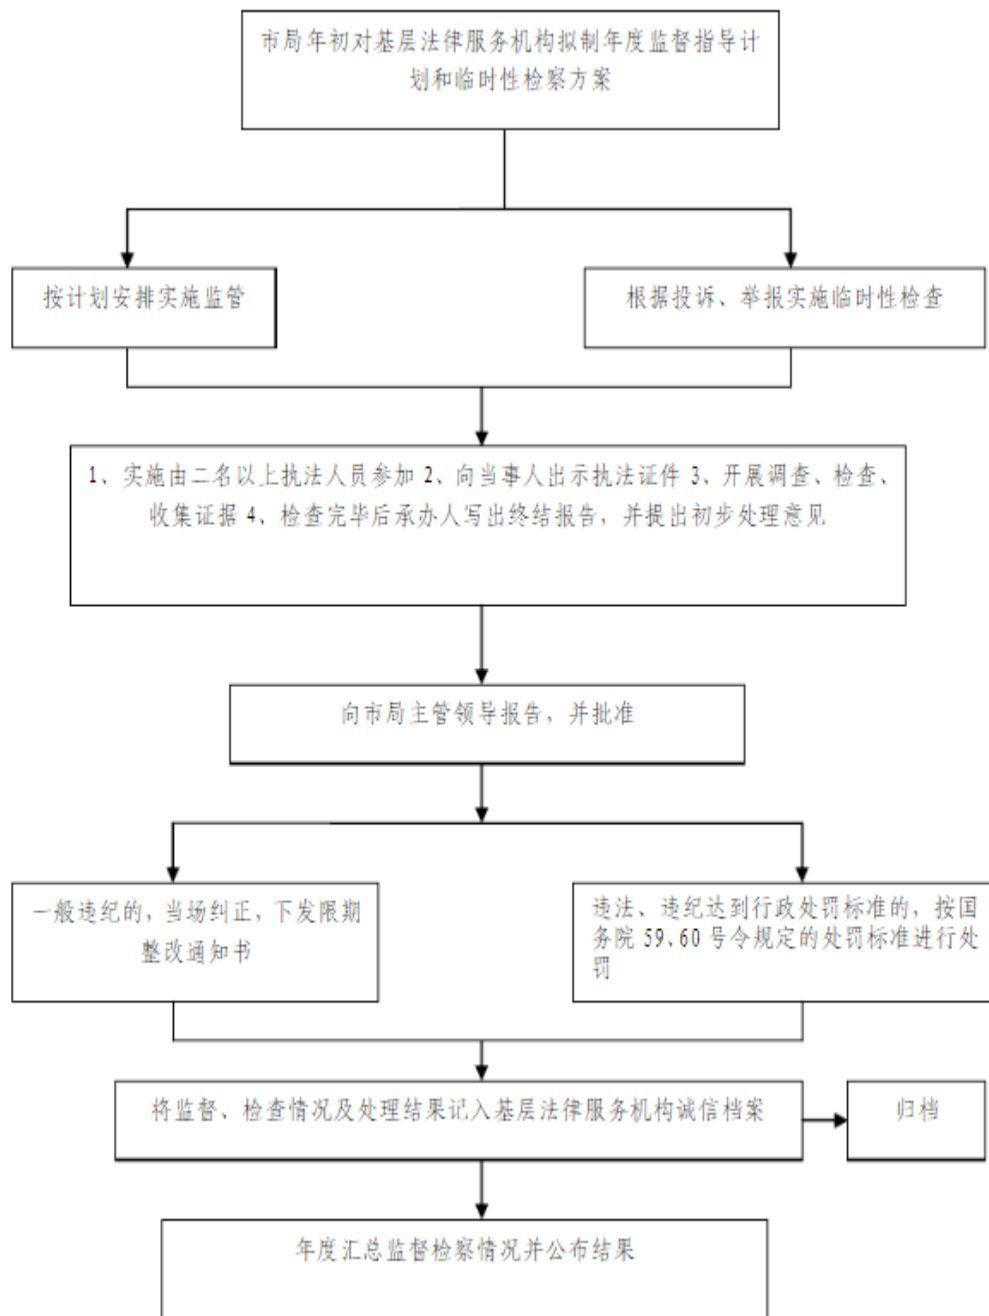 市局年初对基层法律服务机构拟制年度监督指导计
划和临时性检察方案
按计划安排实施监管
根据投诉、举报实施临时性检查
1、实施由二名以上执法人员参加 2、向当事人出示执法证件 3、开展调查、检查、
收集证据 4、检查完毕后承办人写出终结报告，并提出初步处理意见
向市局主管领导报告，并批准
一般违纪的，当场纠正，下发限期
整改通知书
违法、违纪达到行政处罚标准的，按国
务院 59、60 号令规定的处罚标准进行处
罚
将监督、检查情况及处理结果记入基层法律服务机构诚信档案
归档
年度汇总监督检察情况并公布结果